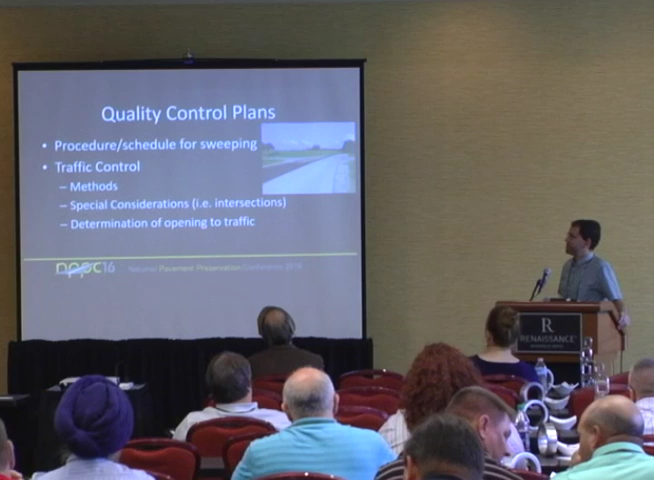 Quality Control Plans
• Procedure/schedule for sweeping
• Traffic Control
– Methods
– Special Considerations (i.e. intersections)
– Determination of opening to traffic
nppc16 National Pavement Preservation Conference 2016
R
RENAISSANCE